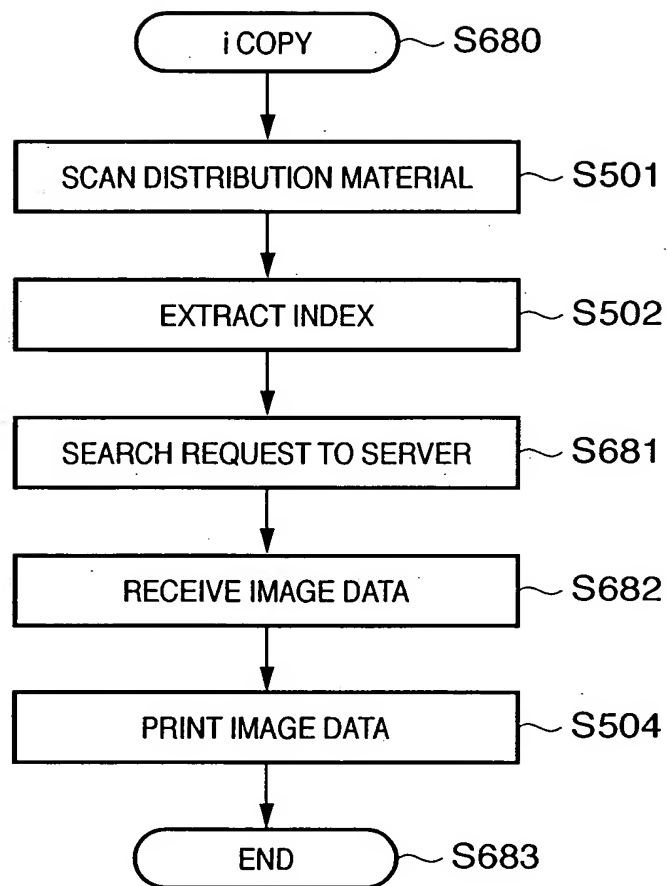 i COPY S680
SCAN DISTRIBUTION MATERIAL S501
EXTRACT INDEX S502
SEARCH REQUEST TO SERVER S681
RECEIVE IMAGE DATA S682
PRINT IMAGE DATA S504
END S683